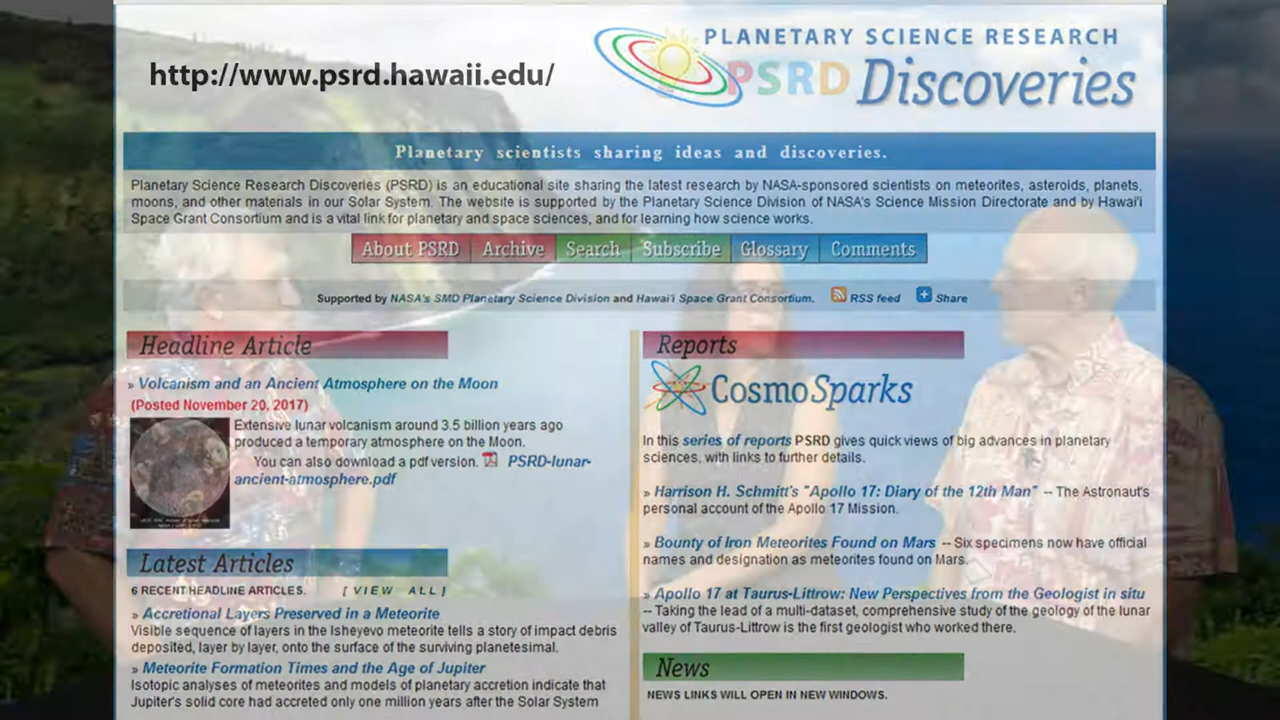 http://www.psrd.hawaii.edu/
PLANETARY SCIENCE RESEARCH
PSRD Discoveries
Planetary scientists sharing ideas and discoveries.
Planetary Science Research Discoveries (PSRD) is an educational site sharing the latest research by NASA-sponsored scientists on meteorites, asteroids, planets,
moons, and other materials in our Solar System. The website is supported by the Planetary Science Division of NASA's Science Mission Directorate and by Hawai'i
Space Grant Consortium and is a vital link for planetary and space sciences, and for learning how science works.
About PSRD Archive Search Subscribe Glossary Comments
Supported by NASA's SMD Planetary Science Division and Hawai'i Space Grant Consortium. RSS feed Share
Headline Article
» Volcanism and an Ancient Atmosphere on the Moon
(Posted November 20, 2017)
Extensive lunar volcanism around 3.5 billion years ago
produced a temporary atmosphere on the Moon.
You can also download a pdf version. PSRD-lunar-
ancient-atmosphere.pdf
Latest Articles
6 RECENT HEADLINE ARTICLES. [VIEW ALL]
» Accretional Layers Preserved in a Meteorite
Visible sequence of layers in the Isheyevo meteorite tells a story of impact debris
deposited, layer by layer, onto the surface of the surviving planetesimal.
» Meteorite Formation Times and the Age of Jupiter
Isotopic analyses of meteorites and models of planetary accretion indicate that
Jupiter's solid core had accreted only one million years after the Solar System
Reports
CosmoSparks
In this series of reports PSRD gives quick views of big advances in planetary
sciences, with links to further details.
» Harrison H. Schmitt's "Apollo 17: Diary of the 12th Man" -- The Astronaut's
personal account of the Apollo 17 Mission.
» Bounty of Iron Meteorites Found on Mars -- Six specimens now have official
names and designation as meteorites found on Mars.
» Apollo 17 at Taurus-Littrow: New Perspectives from the Geologist in situ
-- Taking the lead of a multi-dataset, comprehensive study of the geology of the lunar
valley of Taurus-Littrow is the first geologist who worked there.
News
NEWS LINKS WILL OPEN IN NEW WINDOWS.